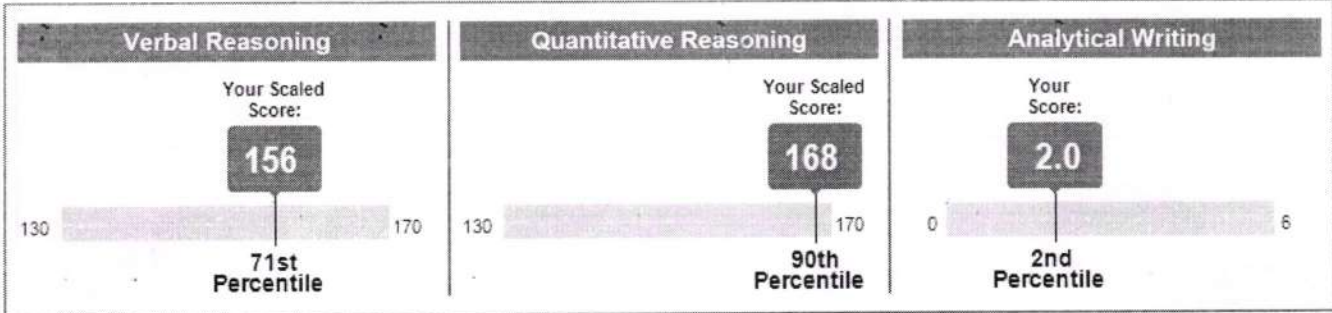 Verbal Reasoning
Your Scaled
Score:
156
130
170
71st
Percentile
Quantitative Reasoning
Your Scaled
Score:
168
130
170
90th
Percentile
Analytical Writing
Your
Score:
2.0
0
6
2nd
Percentile